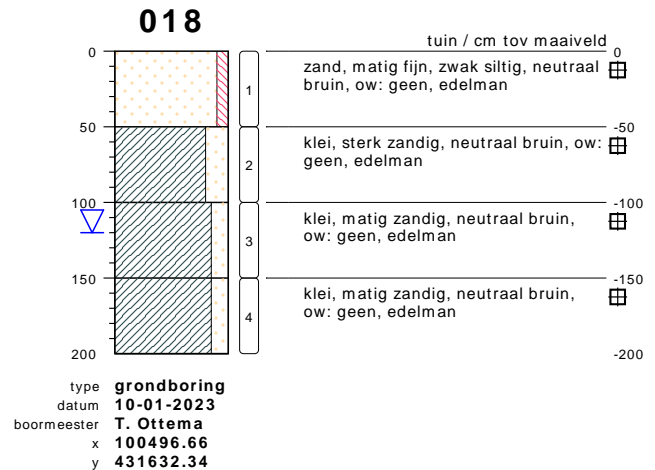 018
tuin / cm tov maaiveld
0
0
zand, matig fijn, zwak siltig, neutraal
bruin, ow: geen, edelman
1
50
-50
klei, sterk zandig, neutraal bruin, ow:
geen, edelman
2
100
-100
klei, matig zandig, neutraal bruin,
ow: geen, edelman
3
150
-150
klei, matig zandig, neutraal bruin,
ow: geen, edelman
4
200
-200
type grondboring
datum 10-01-2023
boormeester T. Ottema
x 100496.66
y 431632.34